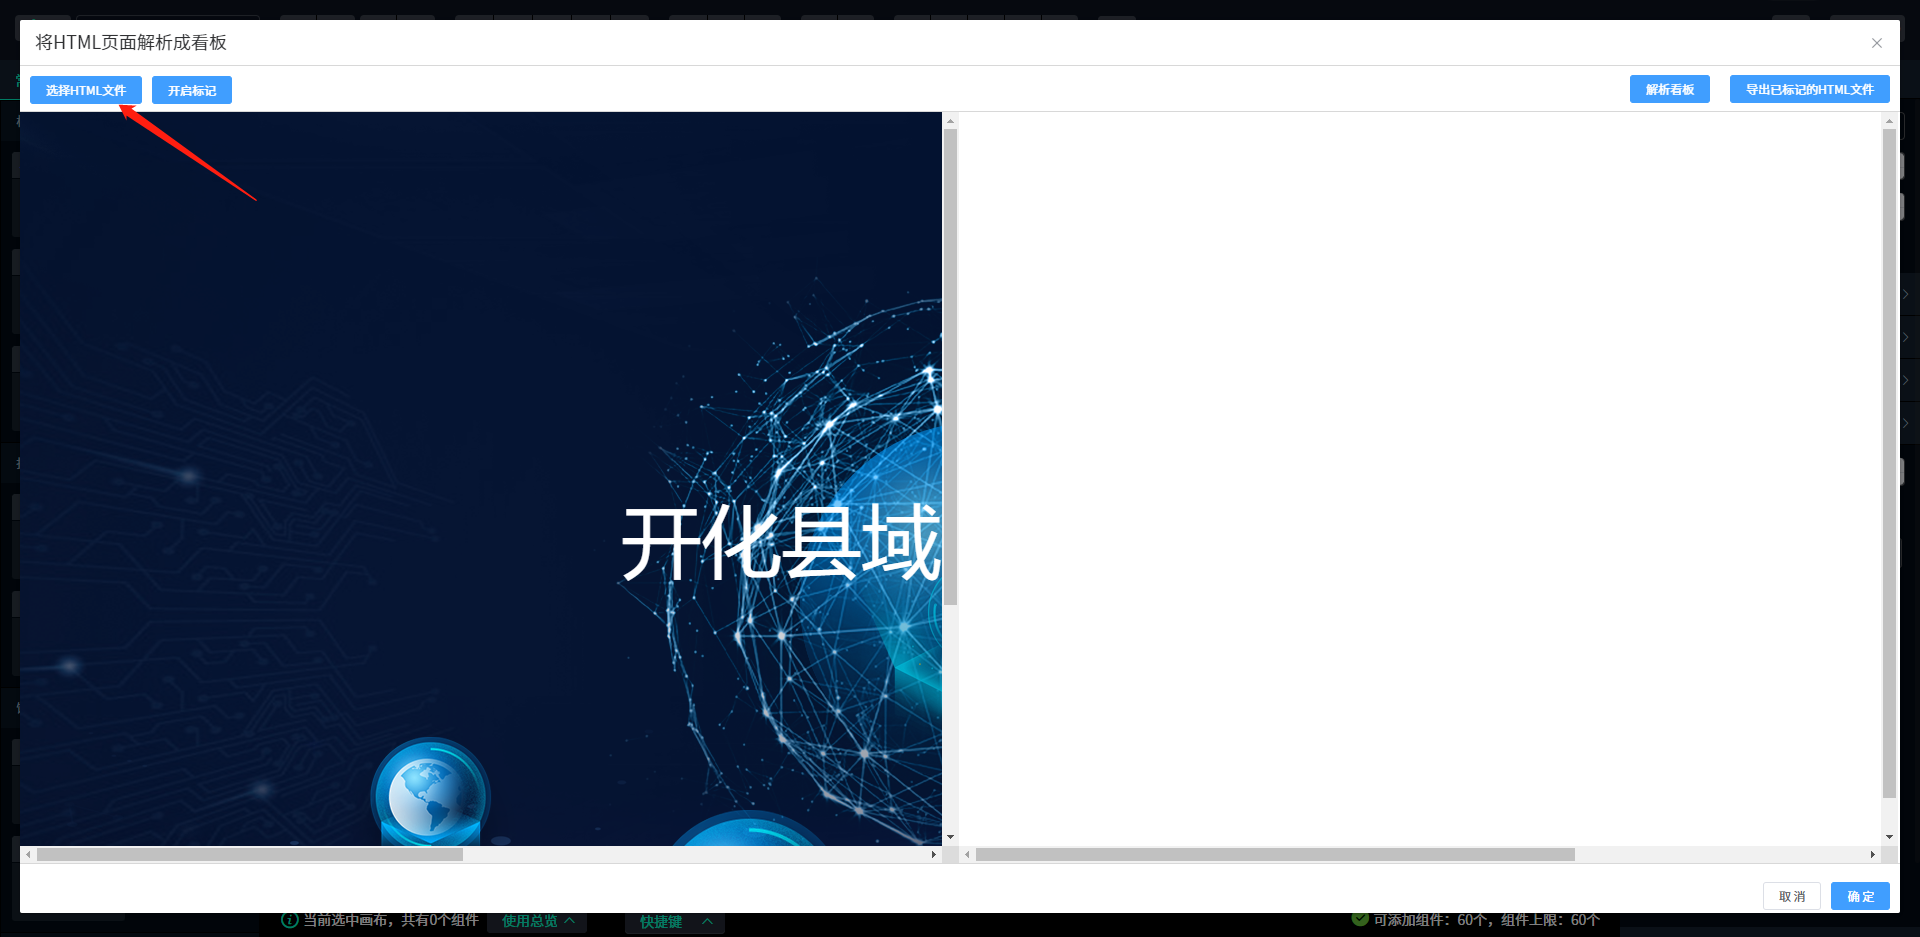 将HTML页面解析成看板
选择HTML文件
开启标记
解析看板
导出已标记的HTML文件
开化县域
取消
确定
当前选中画布，共有0个组件
使用总览
快捷键
可添加组件：60个，组件上限：60个